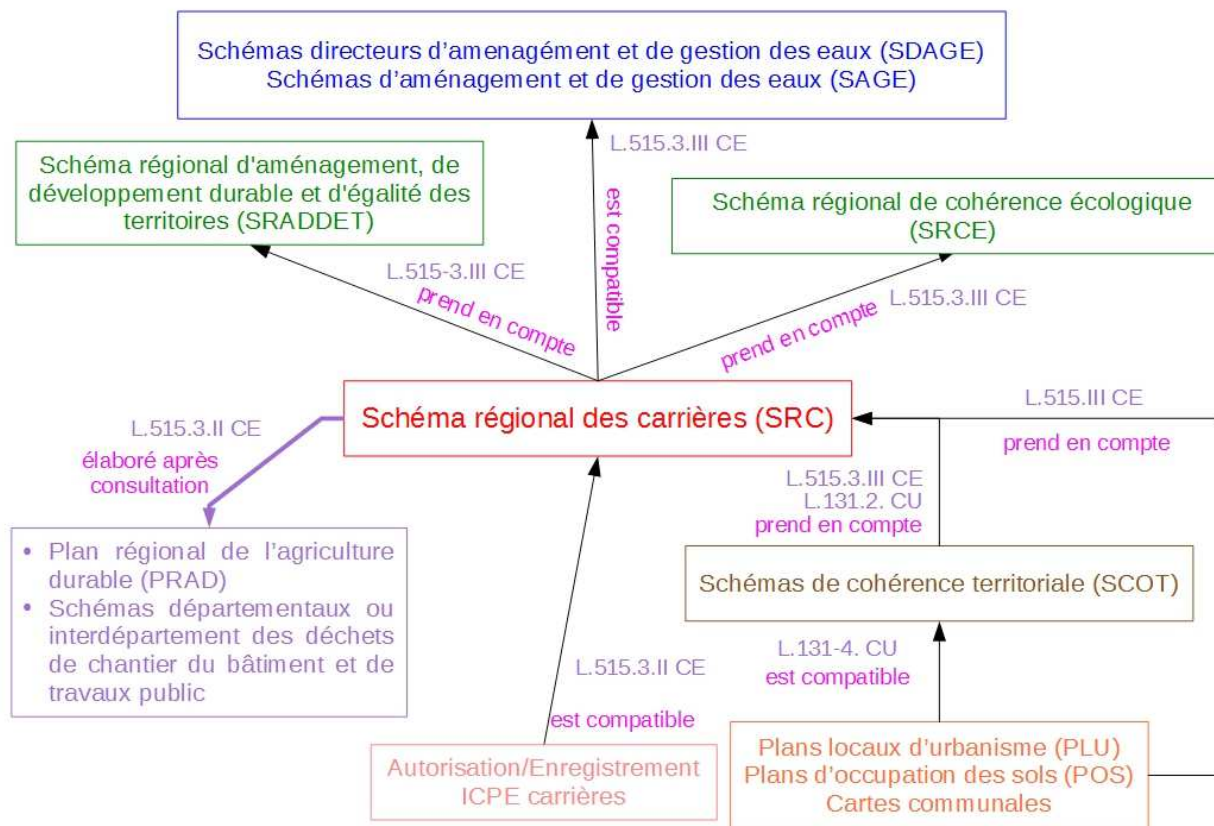 Schémas directeurs d’amenagément et de gestion des eaux (SDAGE)
Schémas d’aménagement et de gestion des eaux (SAGE)
L.515.3.III CE
est compatible
Schéma régional d'aménagement, de
développement durable et d'égalité des
territoires (SRADDET)
Schéma régional de cohérence écologique
(SRCE)
L.515-3.III CE
prend en compte
L.515.3.III CE
prend en compte
Schéma régional des carrières (SRC)
L.515.III CE
prend en compte
L.515.3.II CE
élaboré après
consultation
L.515.3.III CE
L.131.2. CU
prend en compte
• Plan régional de l’agriculture
durable (PRAD)
• Schémas départementaux ou
interdépartement des déchets
de chantier du bâtiment et de
travaux public
Schémas de cohérence territoriale (SCOT)
L.131-4. CU
est compatible
L.515.3.II CE
est compatible
Autorisation/Enregistrement
ICPE carrières
Plans locaux d’urbanisme (PLU)
Plans d’occupation des sols (POS)
Cartes communales